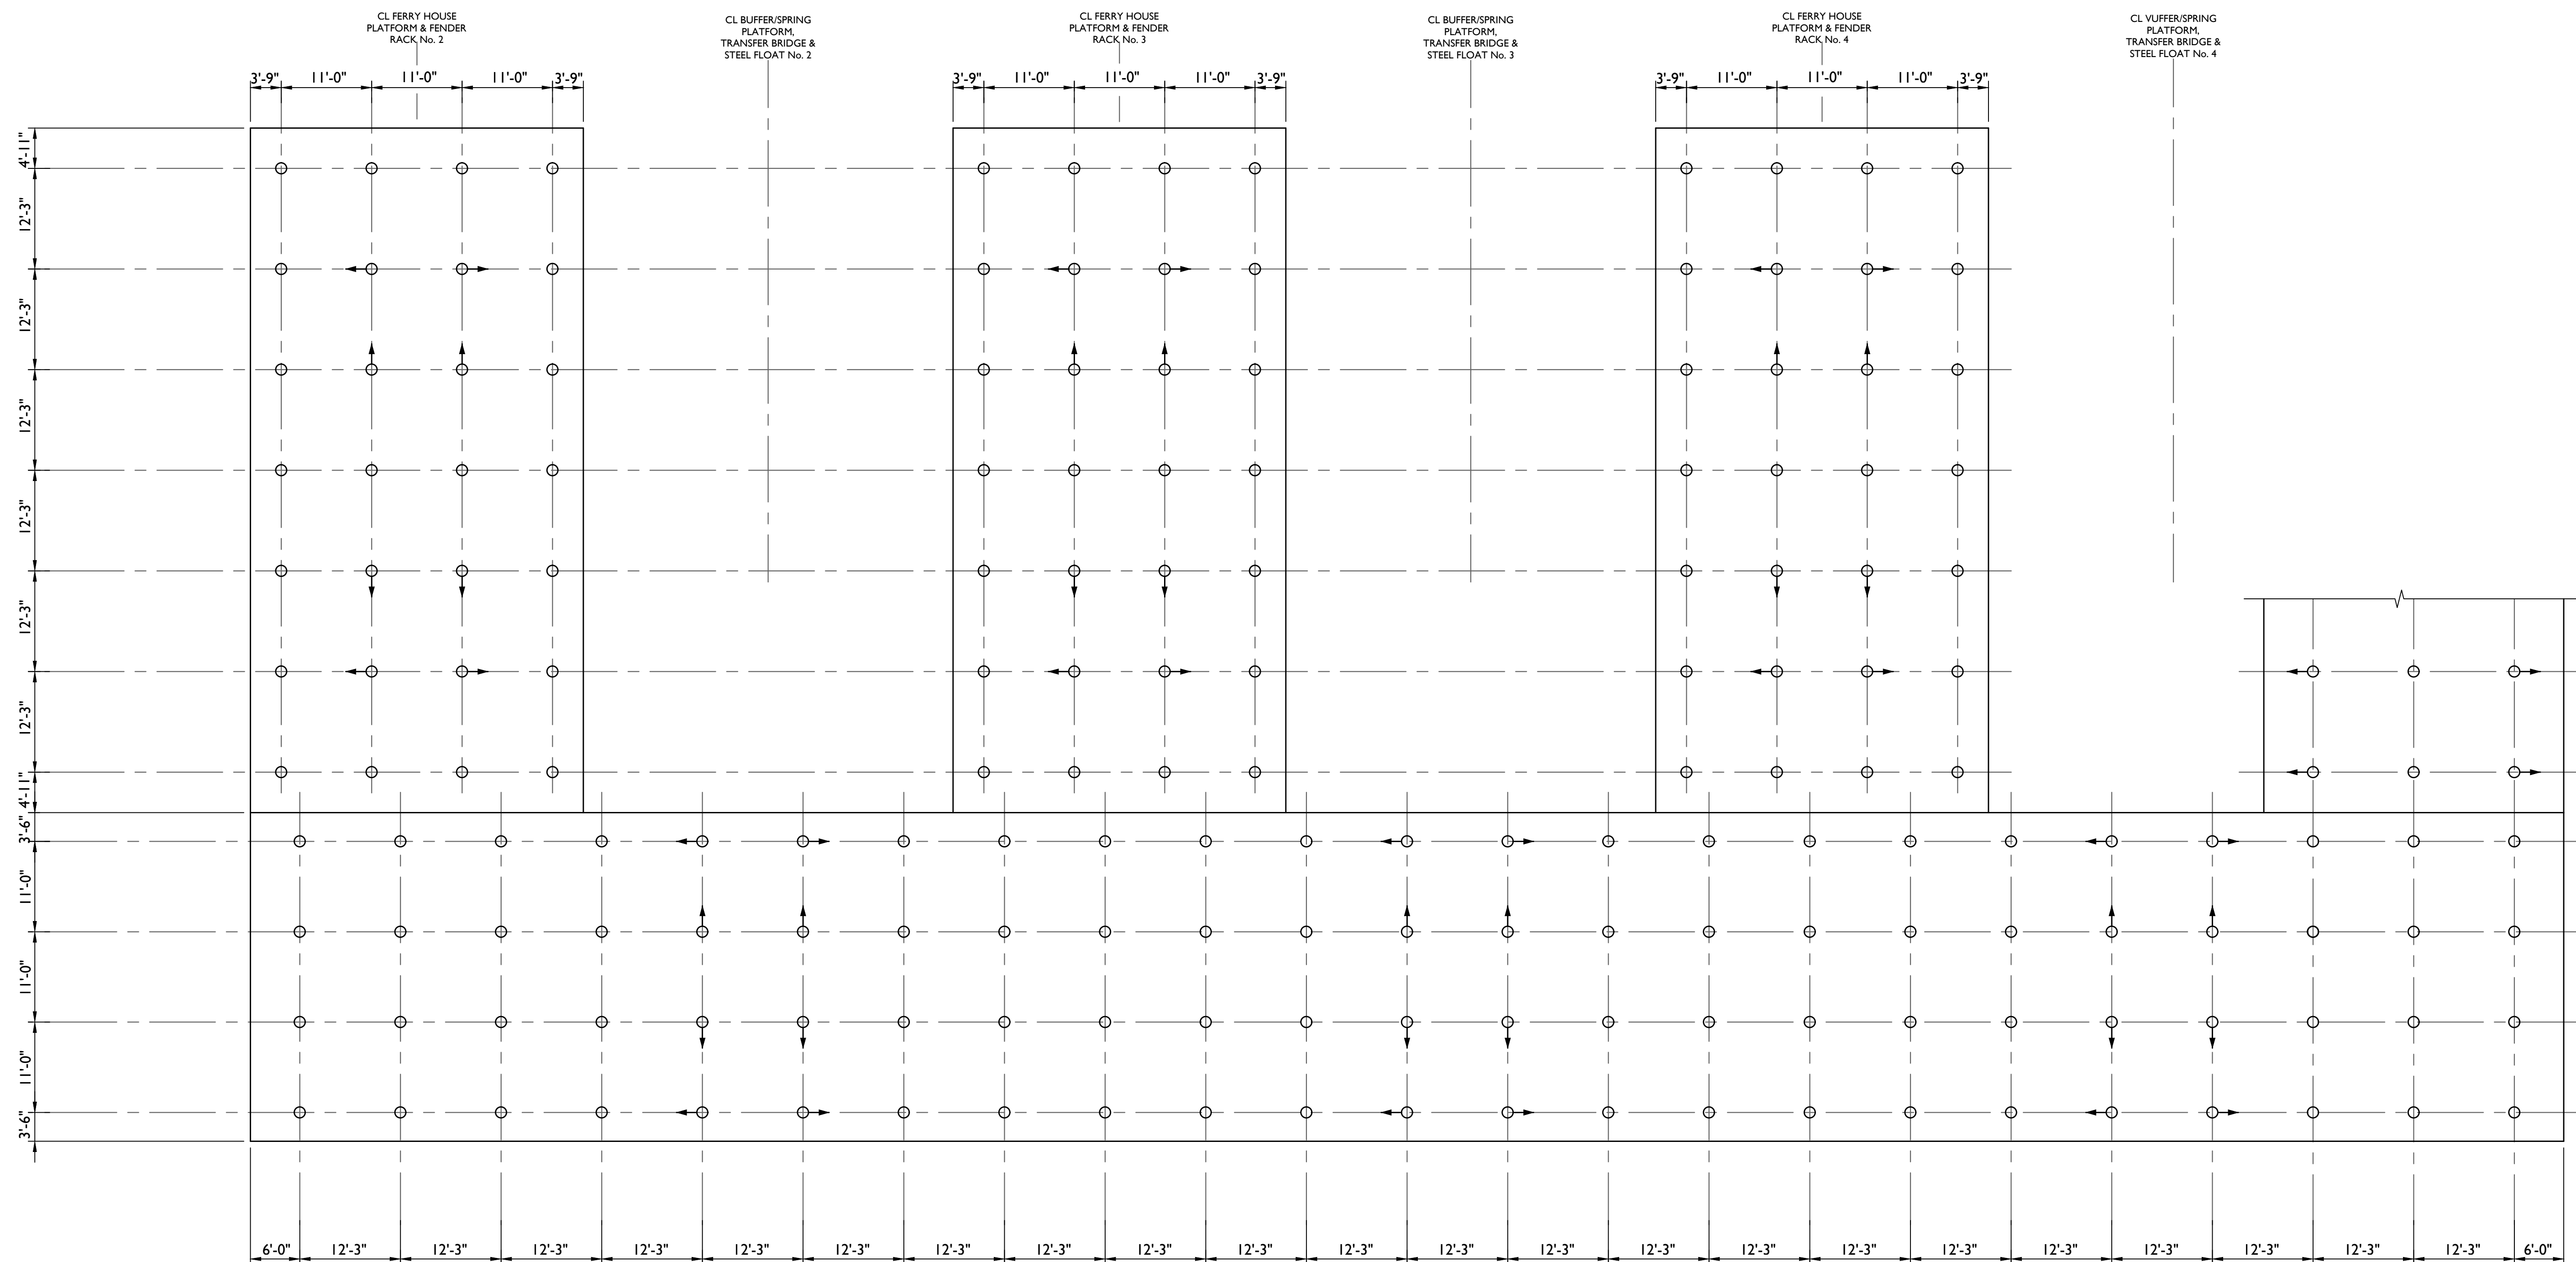 CL FERRY HOUSE
PLATFORM & FENDER
RACK No. 2
CL BUFFER/SPRING
PLATFORM,
TRANSFER BRIDGE &
STEEL FLOAT No. 2
CL FERRY HOUSE
PLATFORM & FENDER
RACK No. 3
CL BUFFER/SPRING
PLATFORM,
TRANSFER BRIDGE &
STEEL FLOAT No. 3
CL FERRY HOUSE
PLATFORM & FENDER
RACK No. 4
CL VUFFER/SPRING
PLATFORM,
TRANSFER BRIDGE &
STEEL FLOAT No. 4
3'-9" 11'-0" 11'-0" 11'-0" 3'-9"
3'-9" 11'-0" 11'-0" 11'-0" 3'-9"
3'-9" 11'-0" 11'-0" 11'-0" 3'-9"
4'-11"
12'-3"
12'-3"
12'-3"
12'-3"
12'-3"
12'-3"
4'-11"
3'-6"
11'-0"
11'-0"
11'-0"
3'-6"
6'-0" 12'-3" 12'-3" 12'-3" 12'-3" 12'-3" 12'-3" 12'-3" 12'-3" 12'-3" 12'-3" 12'-3" 12'-3" 12'-3" 12'-3" 12'-3" 12'-3" 12'-3" 12'-3" 12'-3" 12'-3" 12'-3" 12'-3" 6'-0"